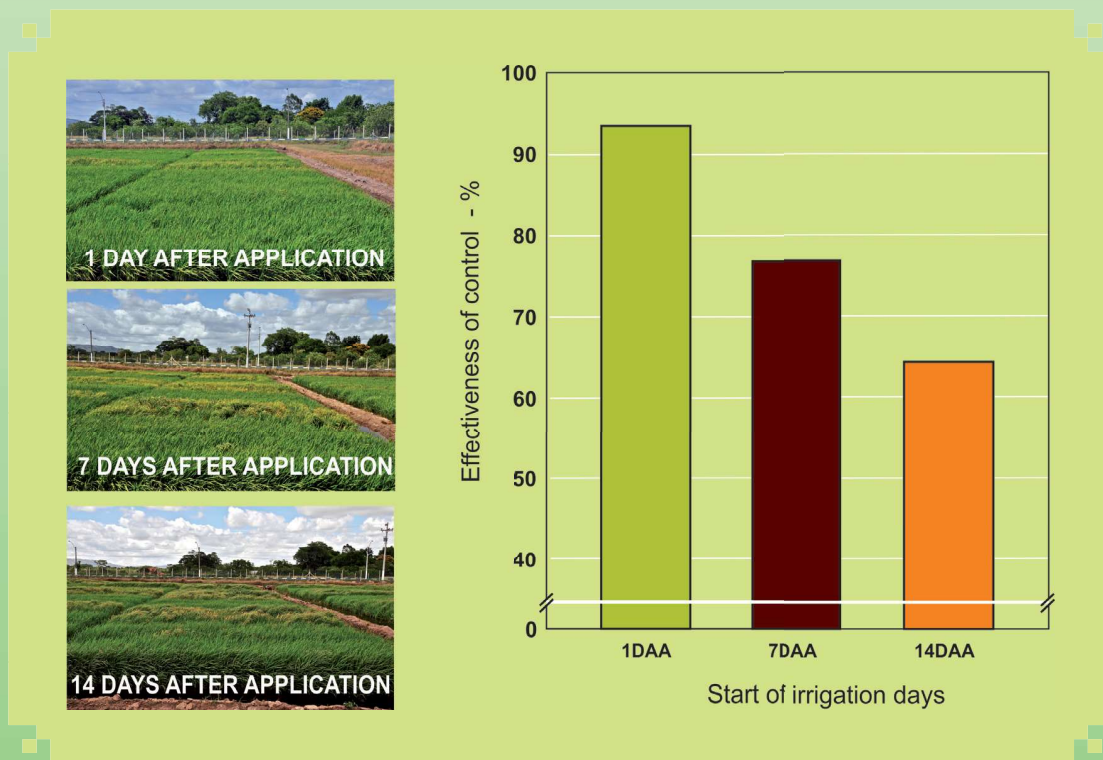 1 DAY AFTER APPLICATION
7 DAYS AFTER APPLICATION
14 DAYS AFTER APPLICATION
Effectiveness of control - %
100
90
80
70
60
50
40
0
1DAA
7DAA
14DAA
Start of irrigation days